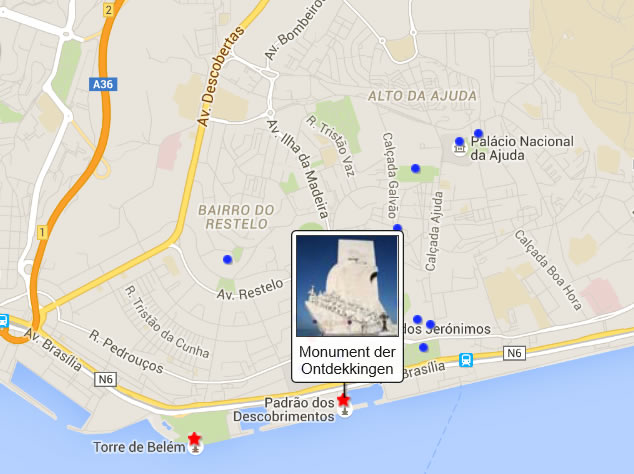 2
A36
Av. Descobertas
Av. Bombeiros
ALTO DA AJUDA
Av. Ilha da Madeira
R. Tristão Vaz
Calçada Galvão
Palácio Nacional
da Ajuda
BAIRRO DO
RESTELO
Calçada Ajuda
1
Calçada Boa Hora
Av. Restelo
R. Tristão da Cunha
dos Jerónimos
Av. Brasília
R. Pedrouços
Monument der
Ontdekkingen
N6
N6
Brasília
Padrão dos
Descobrimentos
Torre de Belém